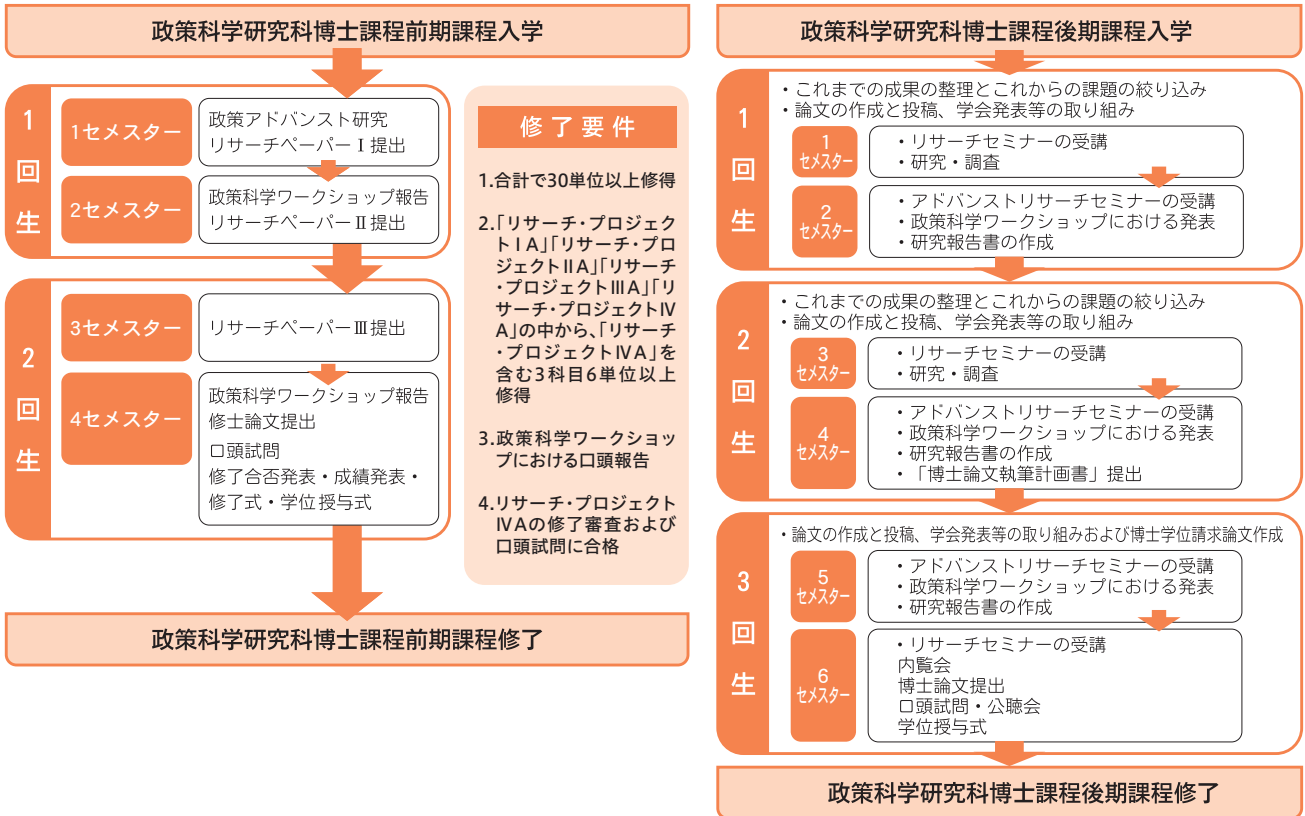 政策科学研究科博士課程前期課程入学
1
回
生
1セメスター
政策アドバンスト研究
リサーチペーパーⅠ提出
2セメスター
政策科学ワークショップ報告
リサーチペーパーⅡ提出
2
回
生
3セメスター
リサーチペーパーⅢ提出
4セメスター
政策科学ワークショップ報告
修士論文提出
口頭試問
修了合否発表・成績発表・
修了式・学位授与式
修了要件
1.合計で30単位以上修得
2.「リサーチ・プロジェク
トⅠA」「リサーチ・プロ
ジェクトⅡA」「リサーチ
・プロジェクトⅢA」「リ
サーチ・プロジェクトⅣ
A」の中から、「リサーチ
・プロジェクトⅣA」を
含む3科目6単位以上
修得
3.政策科学ワークショッ
プにおける口頭報告
4.リサーチ・プロジェクト
ⅣAの修了審査および
口頭試問に合格
政策科学研究科博士課程前期課程修了
政策科学研究科博士課程後期課程入学
1
回
生
・これまでの成果の整理とこれからの課題の絞り込み
・論文の作成と投稿、学会発表等の取り組み
1
セメスター
・リサーチセミナーの受講
・研究・調査
2
セメスター
・アドバンストリサーチセミナーの受講
・政策科学ワークショップにおける発表
・研究報告書の作成
2
回
生
・これまでの成果の整理とこれからの課題の絞り込み
・論文の作成と投稿、学会発表等の取り組み
3
セメスター
・リサーチセミナーの受講
・研究・調査
4
セメスター
・アドバンストリサーチセミナーの受講
・政策科学ワークショップにおける発表
・研究報告書の作成
・「博士論文執筆計画書」提出
3
回
生
・論文の作成と投稿、学会発表等の取り組みおよび博士学位請求論文作成
5
セメスター
・アドバンストリサーチセミナーの受講
・政策科学ワークショップにおける発表
・研究報告書の作成
6
セメスター
・リサーチセミナーの受講
内覧会
博士論文提出
口頭試問・公聴会
学位授与式
政策科学研究科博士課程後期課程修了